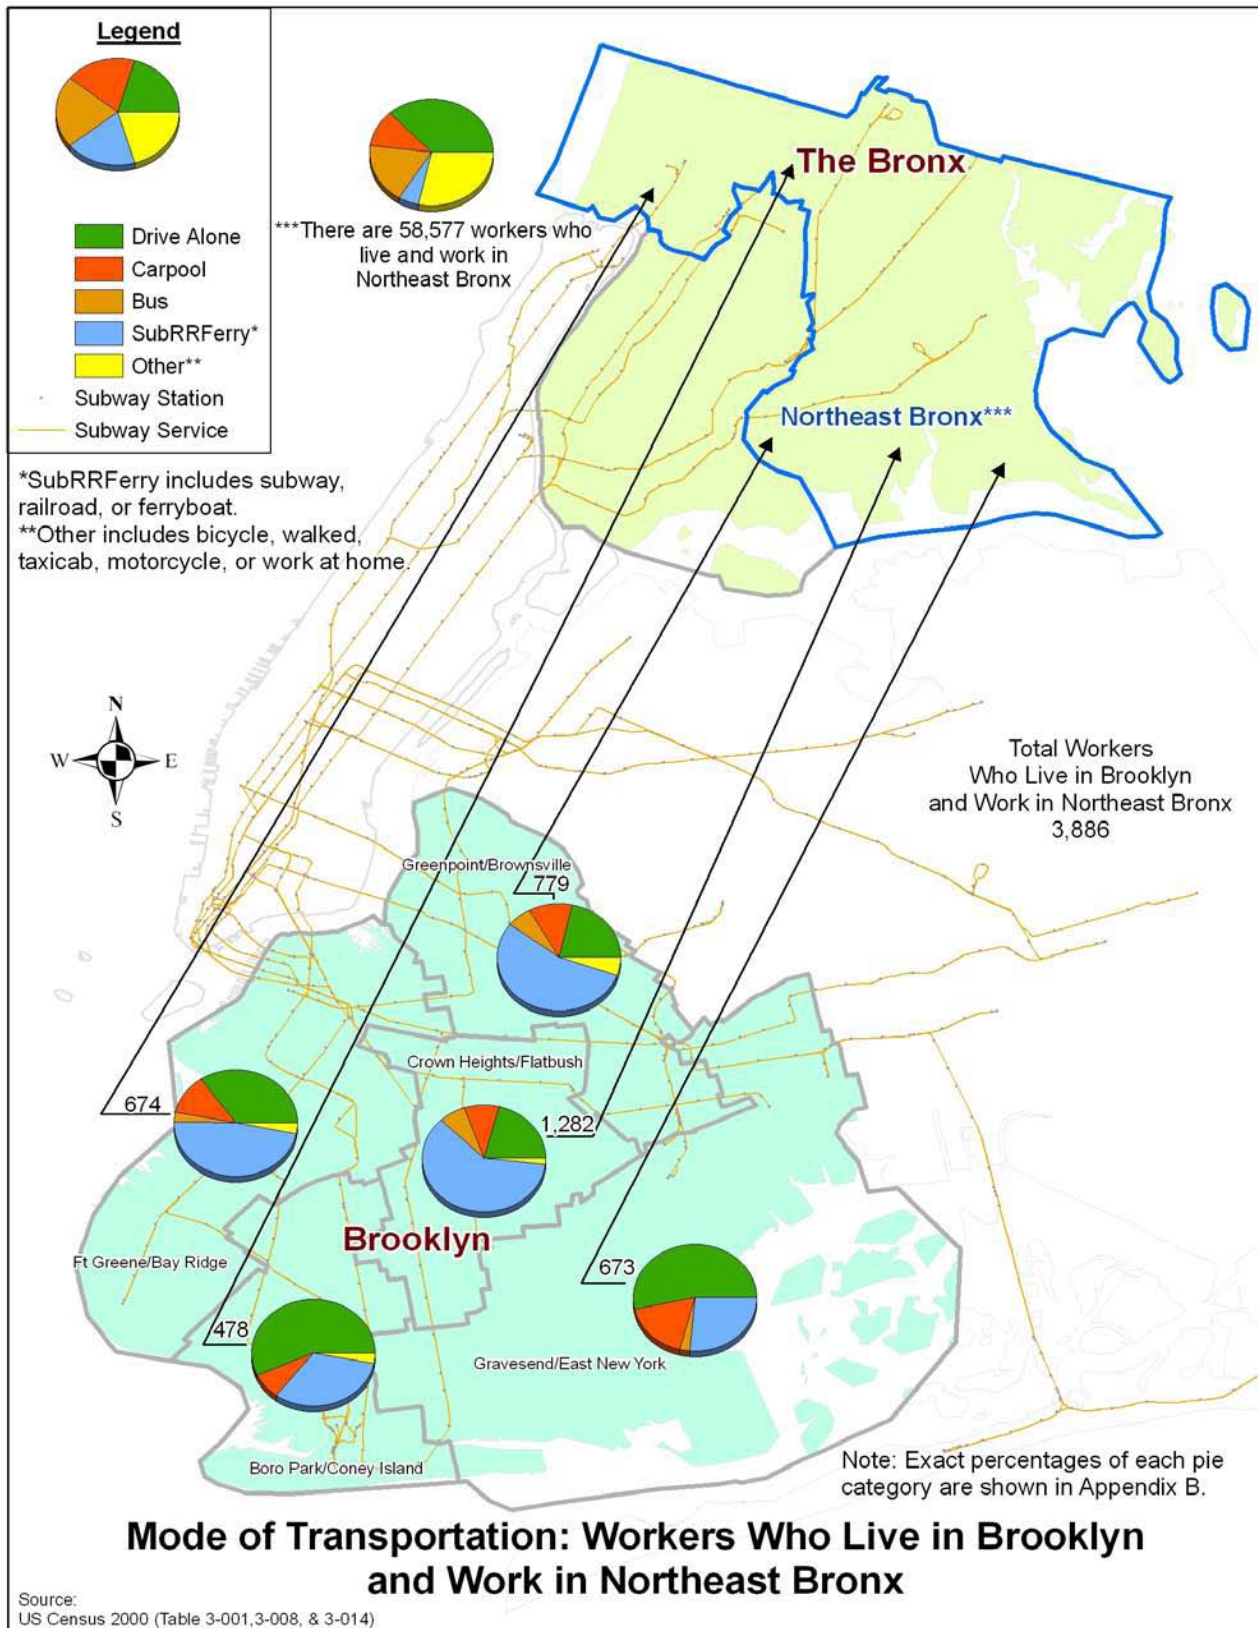 Legend
Drive Alone
Carpool
Bus
SubRRFerry*
Other**
Subway Station
Subway Service
*SubRRFerry includes subway,
railroad, or ferryboat.
**Other includes bicycle, walked,
taxicab, motorcycle, or work at home.
***There are 58,577 workers who
live and work in
Northeast Bronx
The Bronx
Northeast Bronx***
N
W
E
S
Total Workers
Who Live in Brooklyn
and Work in Northeast Bronx
3,886
Greenpoint/Brownsville
779
Crown Heights/Flatbush
674
1,282
Brooklyn
Ft Greene/Bay Ridge
673
478
Gravesend/East New York
Boro Park/Coney Island
Note: Exact percentages of each pie
category are shown in Appendix B.
Mode of Transportation: Workers Who Live in Brooklyn
and Work in Northeast Bronx
Source:
US Census 2000 (Table 3-001,3-008, & 3-014)